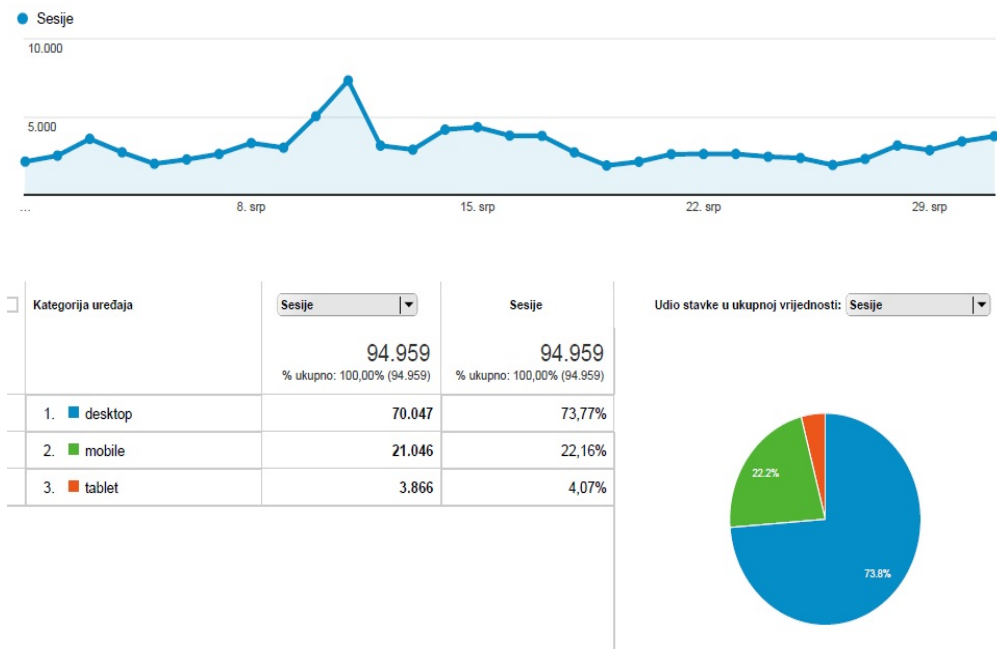 Sesije
10.000
5.000
... 8. srp 15. srp 22. srp 29. srp
Kategorija uređaja Sesije Sesije Udio stavke u ukupnoj vrijednosti: Sesije
94.959 94.959
% ukupno: 100,00% (94.959) % ukupno: 100,00% (94.959)
1. desktop 70.047 73,77%
2. mobile 21.046 22,16%
3. tablet 3.866 4,07%
22.2%
73.8%